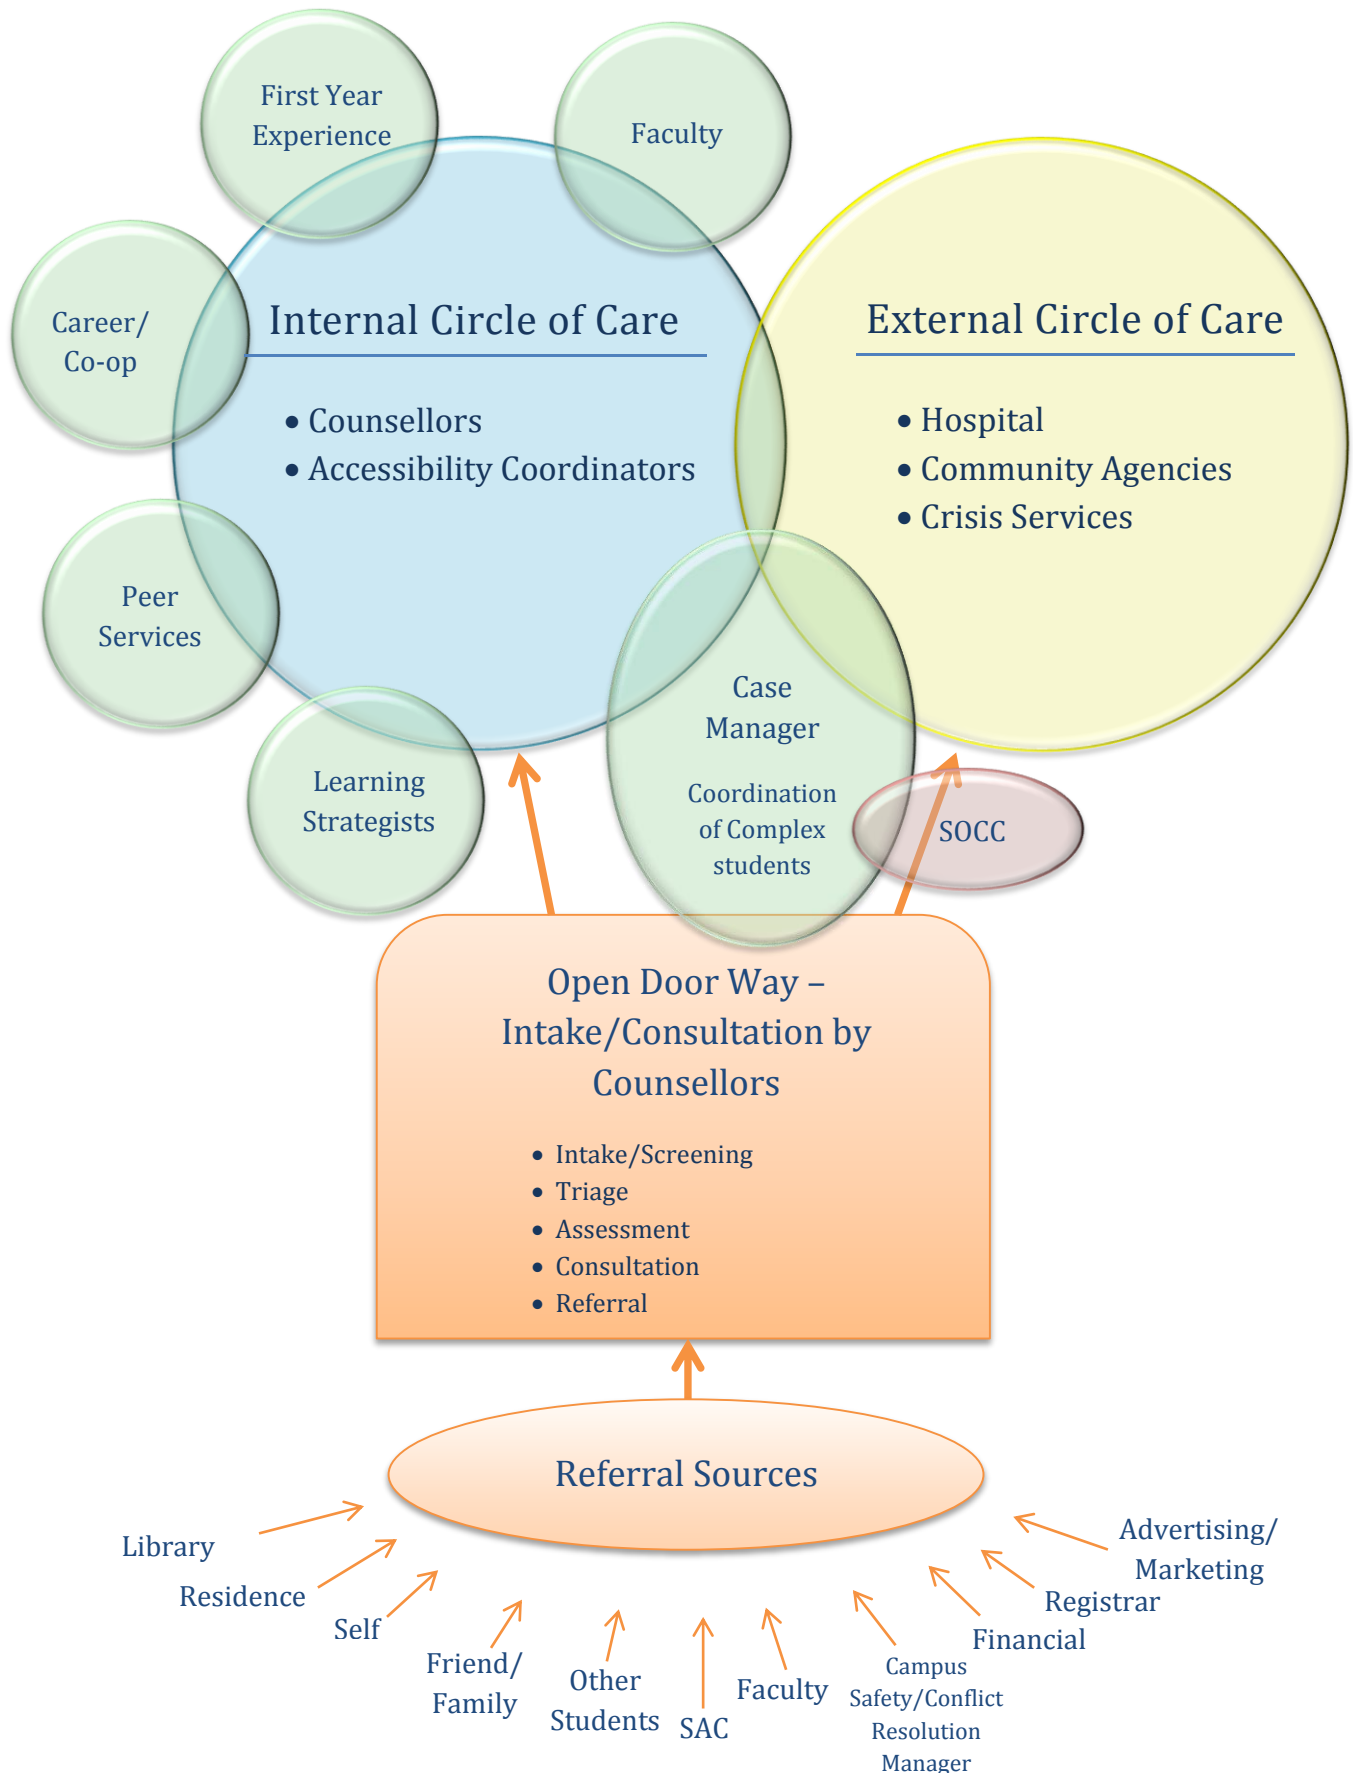 First Year
Experience
Faculty
Career/
Co-op
Internal Circle of Care
• Counsellors
• Accessibility Coordinators
External Circle of Care
• Hospital
• Community Agencies
• Crisis Services
Peer
Services
Learning
Strategists
Case
Manager
Coordination
of Complex
students
SOCC
Open Door Way –
Intake/Consultation by
Counsellors
• Intake/Screening
• Triage
• Assessment
• Consultation
• Referral
Referral Sources
Library
Residence
Self
Friend/
Family
Other
Students
SAC
Faculty
Campus
Safety/Conflict
Resolution
Manager
Financial
Registrar
Advertising/
Marketing